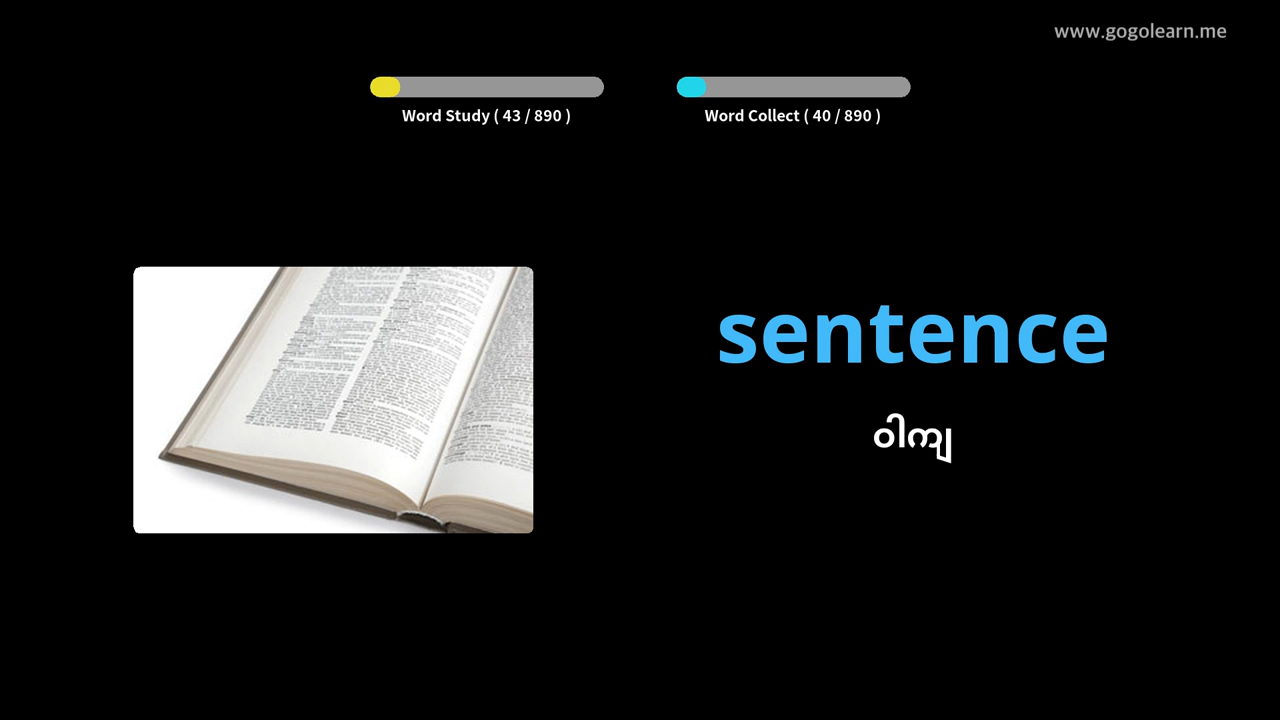 www.gogolearn.me
Word Study ( 43 / 890 )
Word Collect ( 40 / 890 )
sentence
ဝါကျ